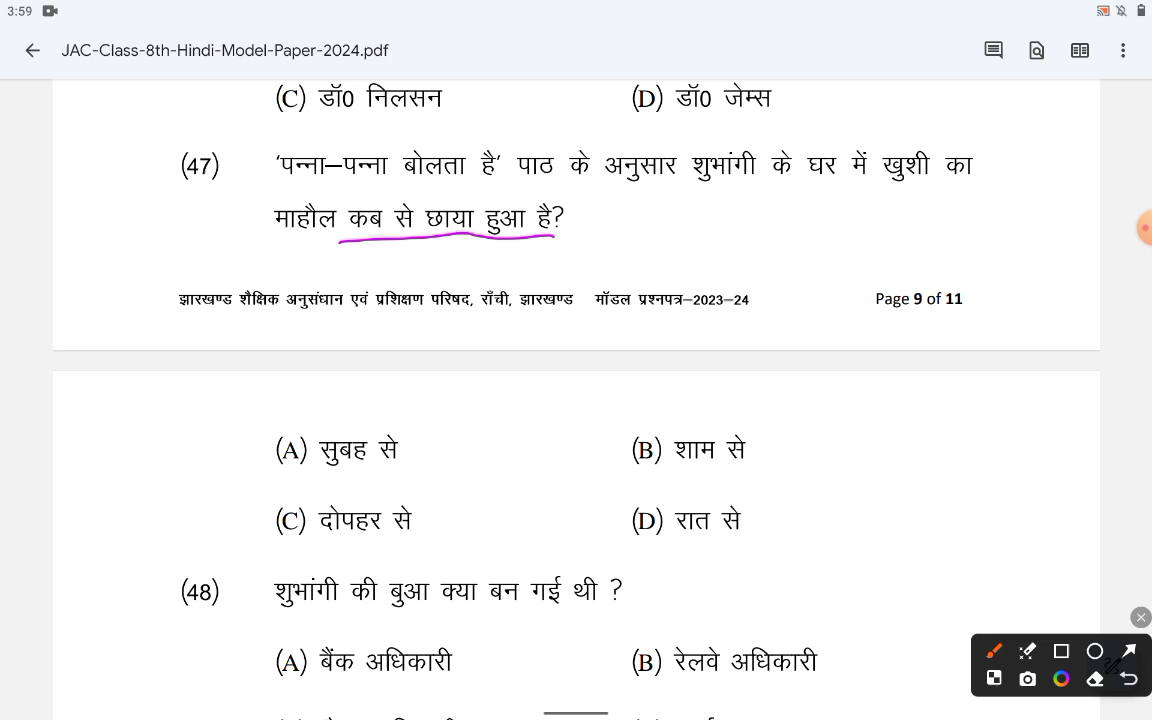 3:59
JAC-Class-8th-Hindi-Model-Paper-2024.pdf
(C) डॉ0 निलसन (D) डॉ0 जेम्स
(47) ‘पन्ना–पन्ना बोलता है’ पाठ के अनुसार शुभांगी के घर में खुशी का
माहौल कब से छाया हुआ है?
झारखण्ड शैक्षिक अनुसंधान एवं प्रशिक्षण परिषद, राँची, झारखण्ड मॉडल प्रश्नपत्र–2023–24 Page 9 of 11
(A) सुबह से (B) शाम से
(C) दोपहर से (D) रात से
(48) शुभांगी की बुआ क्या बन गई थी ?
(A) बैंक अधिकारी (B) रेलवे अधिकारी